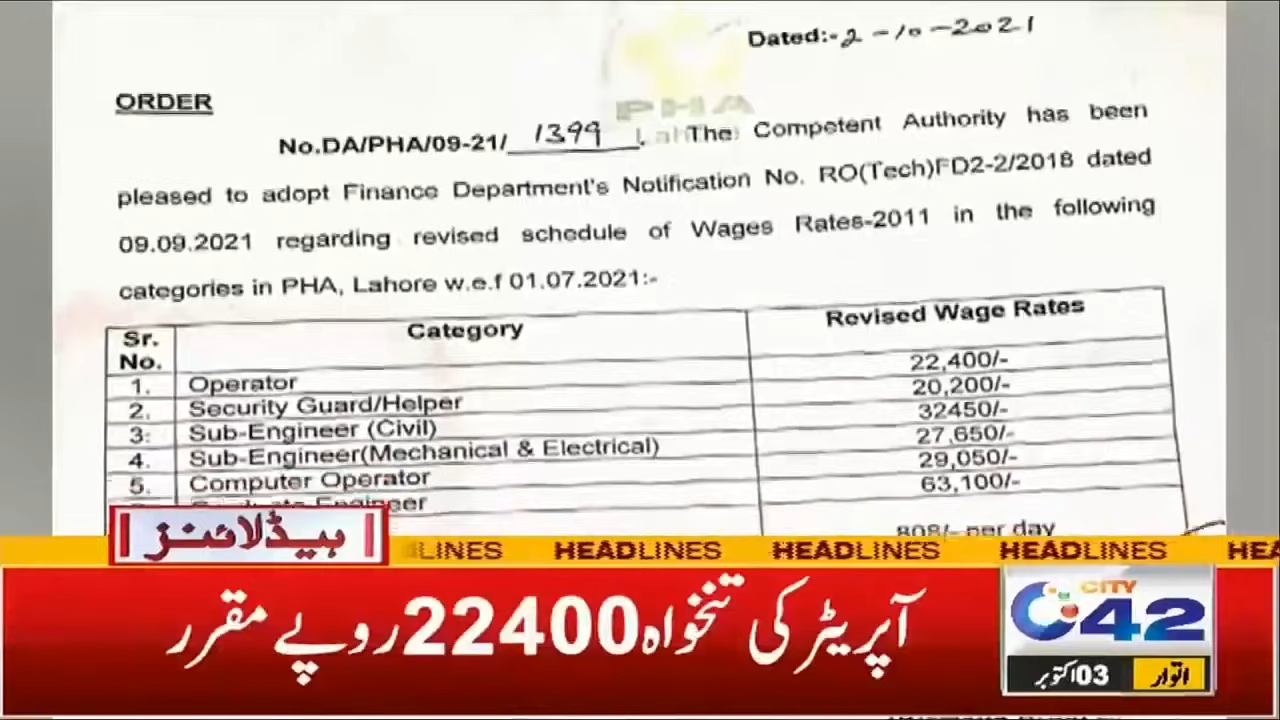 Dated:-2-10-2021
PHA
ORDER
No.DA/PHA/09-21/ 1399 . The Competent Authority has been
pleased to adopt Finance Department's Notification No. RO(Tech)FD2-2/2018 dated
09.09.2021 regarding revised schedule of Wages Rates-2011 in the following
categories in PHA, Lahore w.e.f 01.07.2021:-
Sr. No. Category Revised Wage Rates
1. Operator 22,400/-
2. Security Guard/Helper 20,200/-
3. Sub-Engineer (Civil) 32450/-
4. Sub-Engineer(Mechanical & Electrical) 27,650/-
5. Computer Operator 29,050/-
Engineer 63,100/-
808/- per day
ہیڈلائنز
LINES HEADLINES HEADLINES HEADLINES HEA
آپریٹر کی تنخواہ 22400 روپے مقرر
CITY
42
اتوار 03 اکتوبر